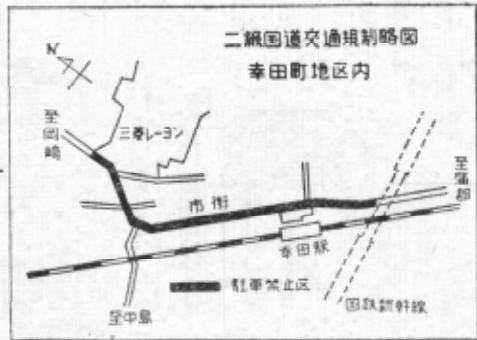 二級国道交通規制略図
幸田町地区内
N
至岡崎
三菱レーヨン
至蒲郡
市街
幸田駅
駐車禁止区
国鉄新幹線
至中島